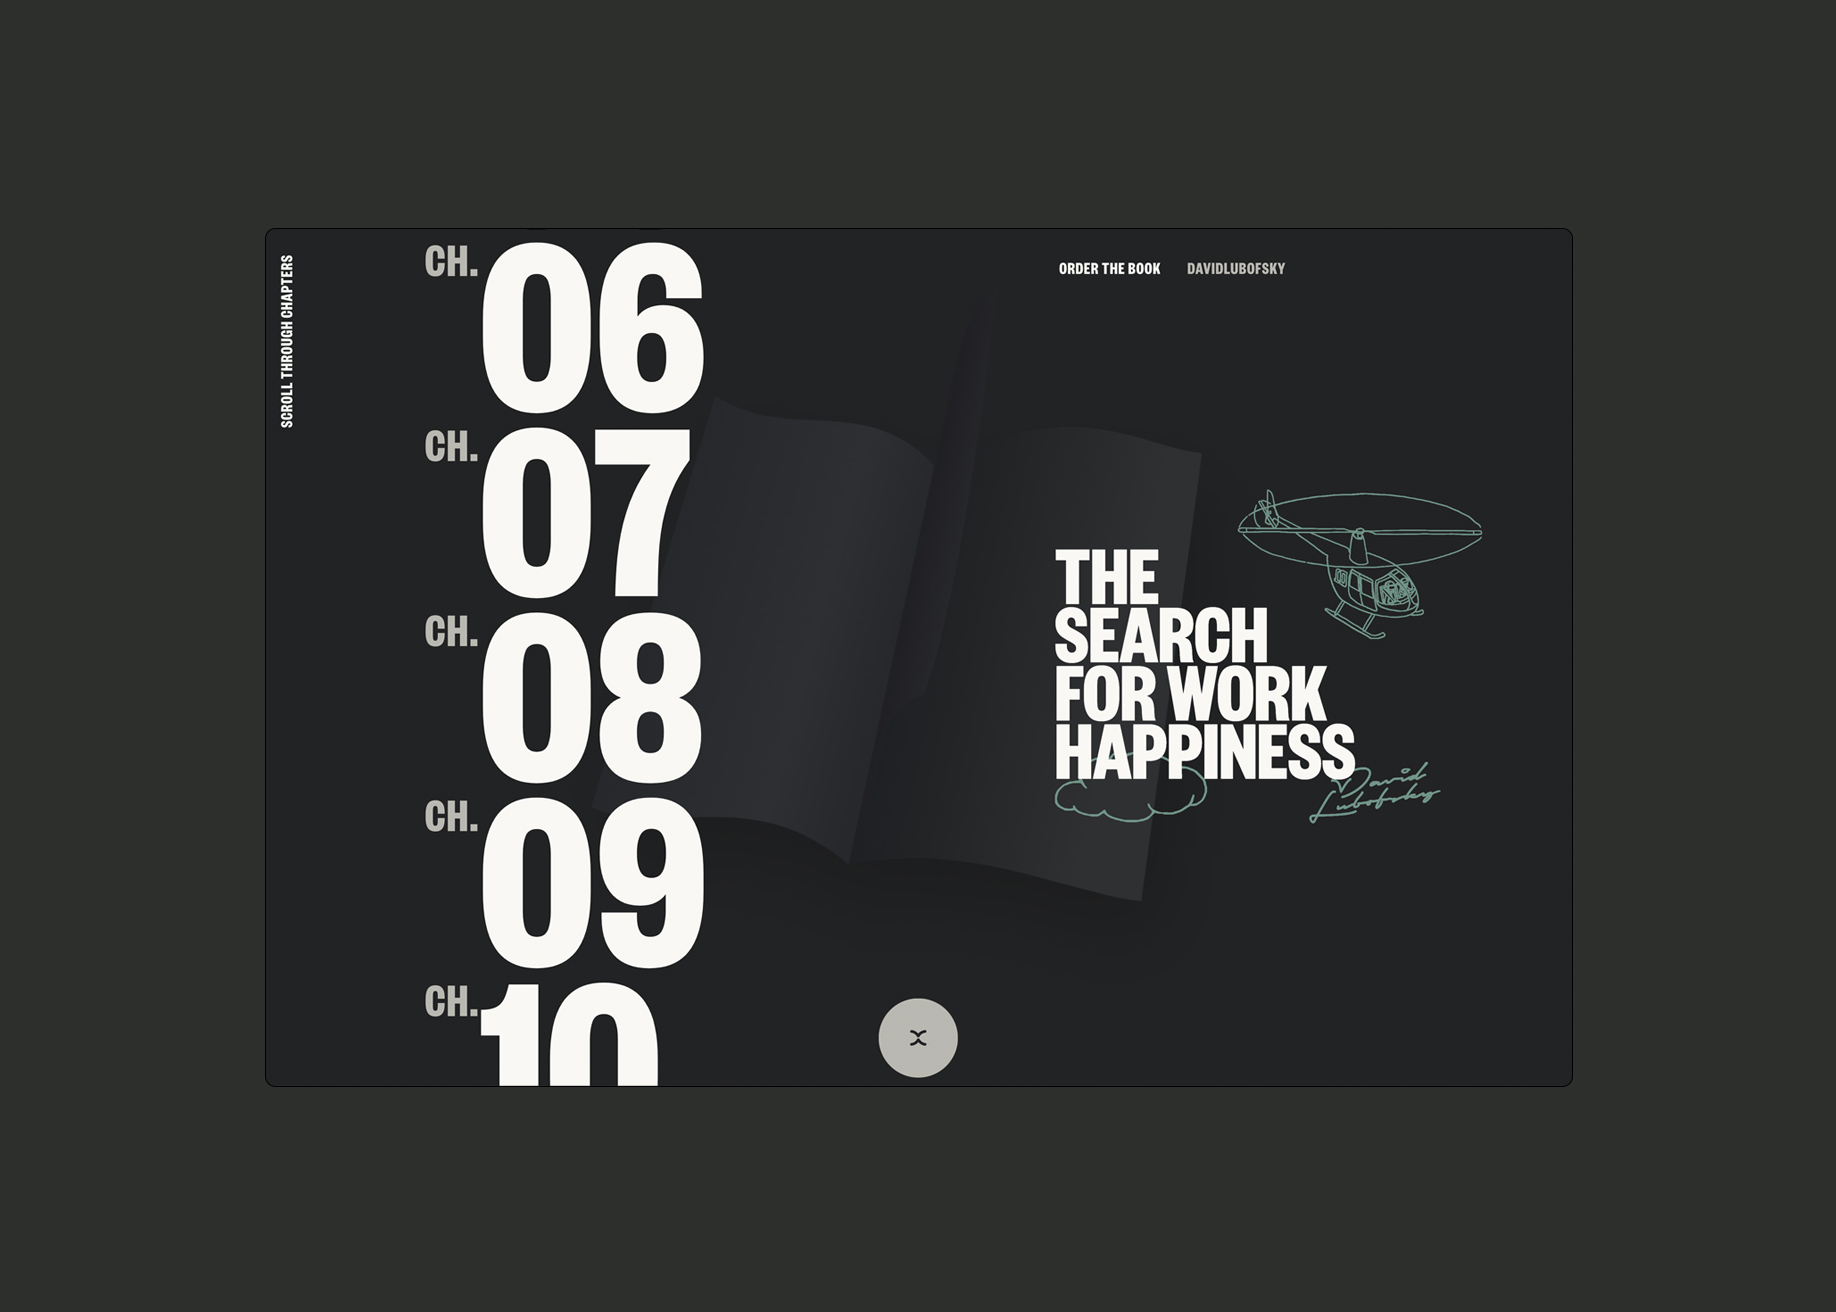 SCROLL THROUGH CHAPTERS
CH. 06
CH. 07
CH. 08
CH. 09
CH. 10
ORDER THE BOOK
DAVIDLUBOFSKY
THE
SEARCH
FOR WORK
HAPPINESS
David
Lubofsky